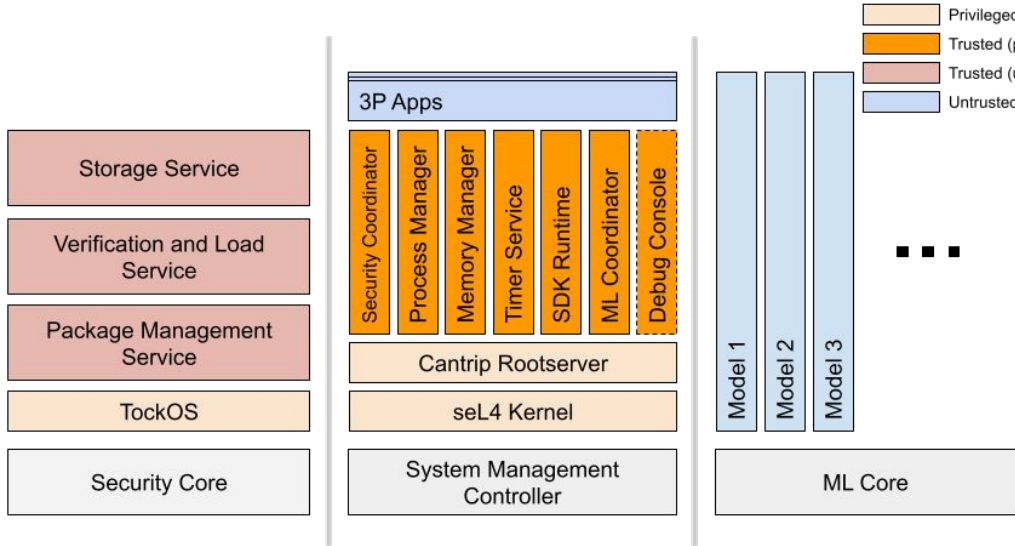 Privileged
Trusted (
Trusted (
Untrusted
3P Apps
Storage Service
Verification and Load
Service
Package Management
Service
TockOS
Security Core
Security Coordinator
Process Manager
Memory Manager
Timer Service
SDK Runtime
ML Coordinator
Debug Console
Cantrip Rootserver
seL4 Kernel
System Management
Controller
Model 1
Model 2
Model 3
ML Core